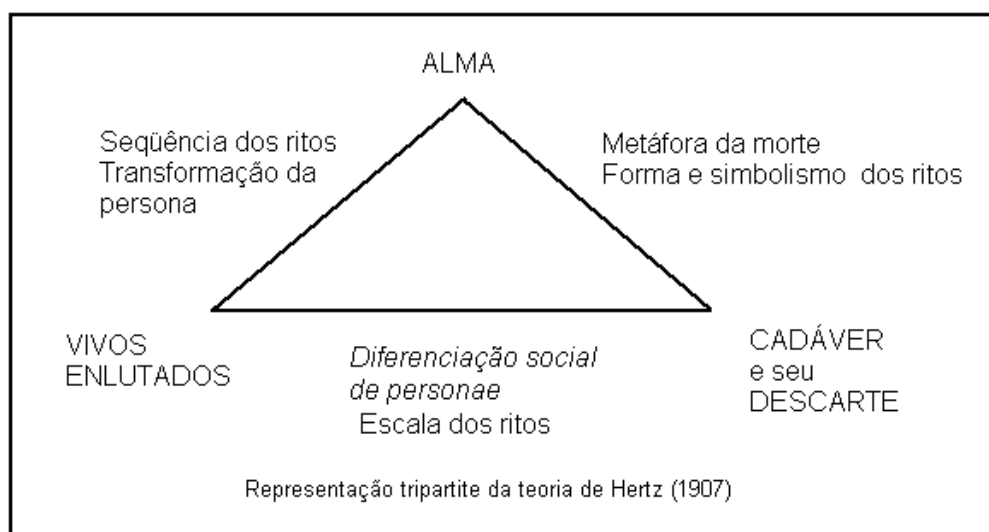 ALMA
Seqüência dos ritos
Transformação da
persona
Metáfora da morte
Forma e simbolismo dos ritos
VIVOS
ENLUTADOS
Diferenciação social
de personae
Escala dos ritos
CADÁVER
e seu
DESCARTE
Representação tripartite da teoria de Hertz (1907)